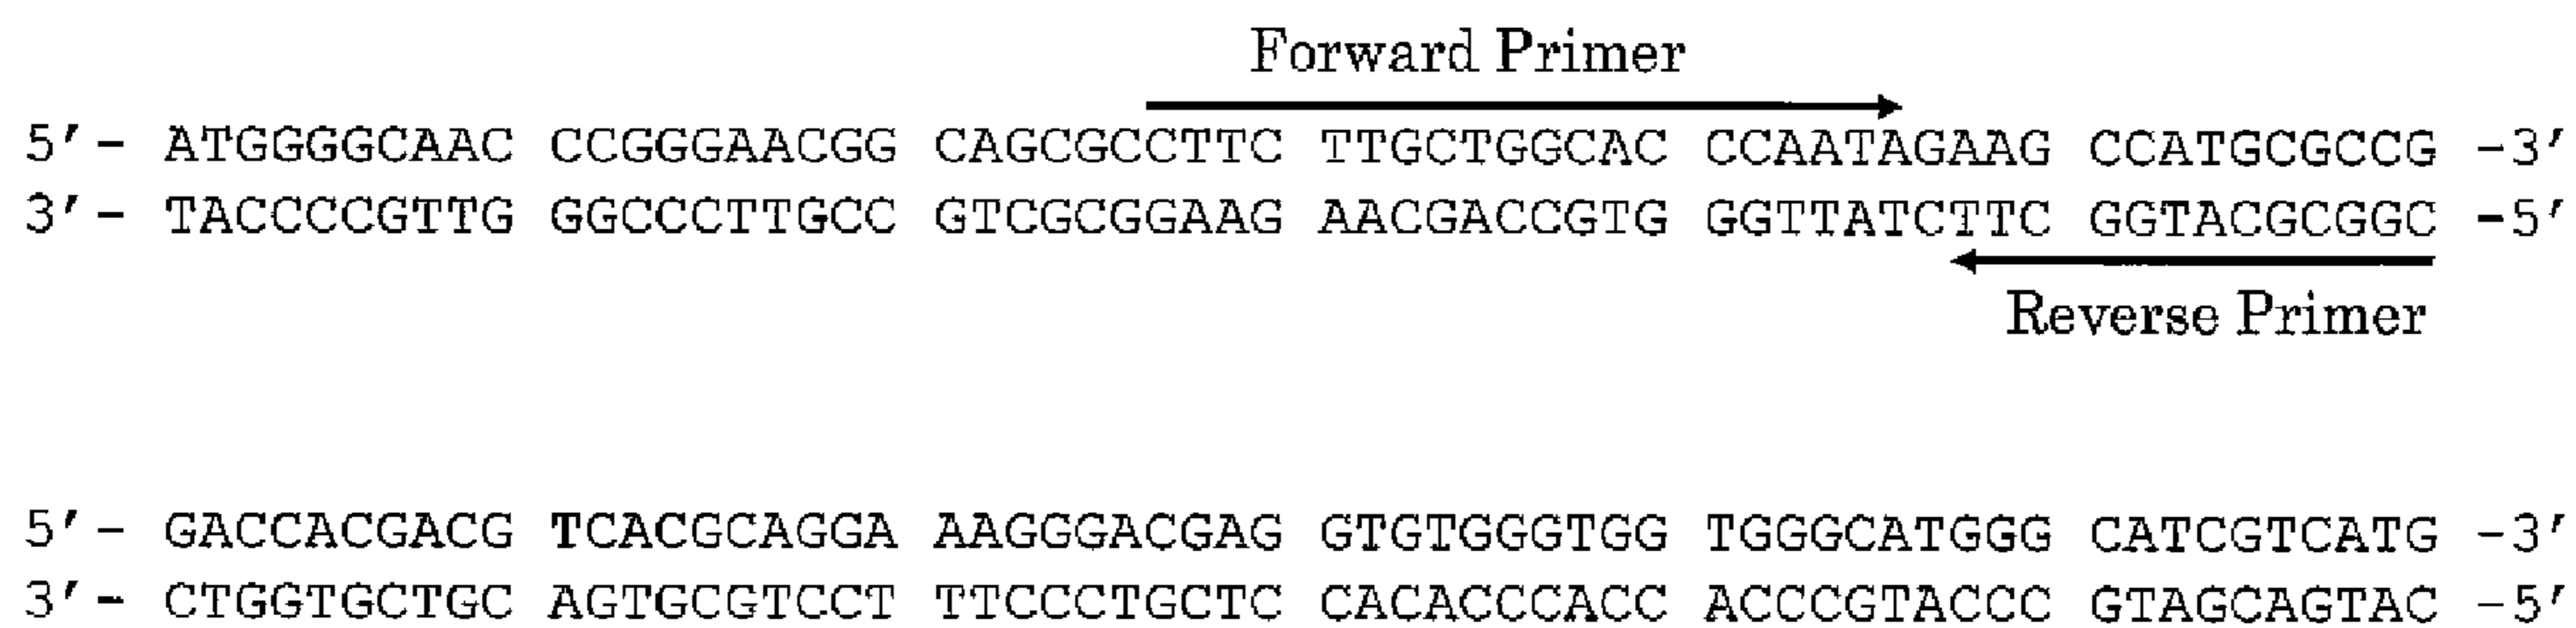 Forward Primer
5′- ATGGGGCAAC CCGGGAACGG CAGCGCCTTC TTGCTGGCAC CCAATAGAAG CCATGCGCCG -3′
3′- TACCCCGTTG GGCCCTTGCC GTCGCGGAAG AACGACCGTG GGTTATCTTC GGTACGCGGC -5′
Reverse Primer
5′- GACCACGACG TCACGCAGGA AAGGGACGAG GTGTGGGTGG TGGGCATGGG CATCGTCATG -3′
3′- CTGGTGCTGC AGTGCGTCCT TTCCCTGCTC CACACCCACC ACCCGTACCC GTAGCAGTAC -5′